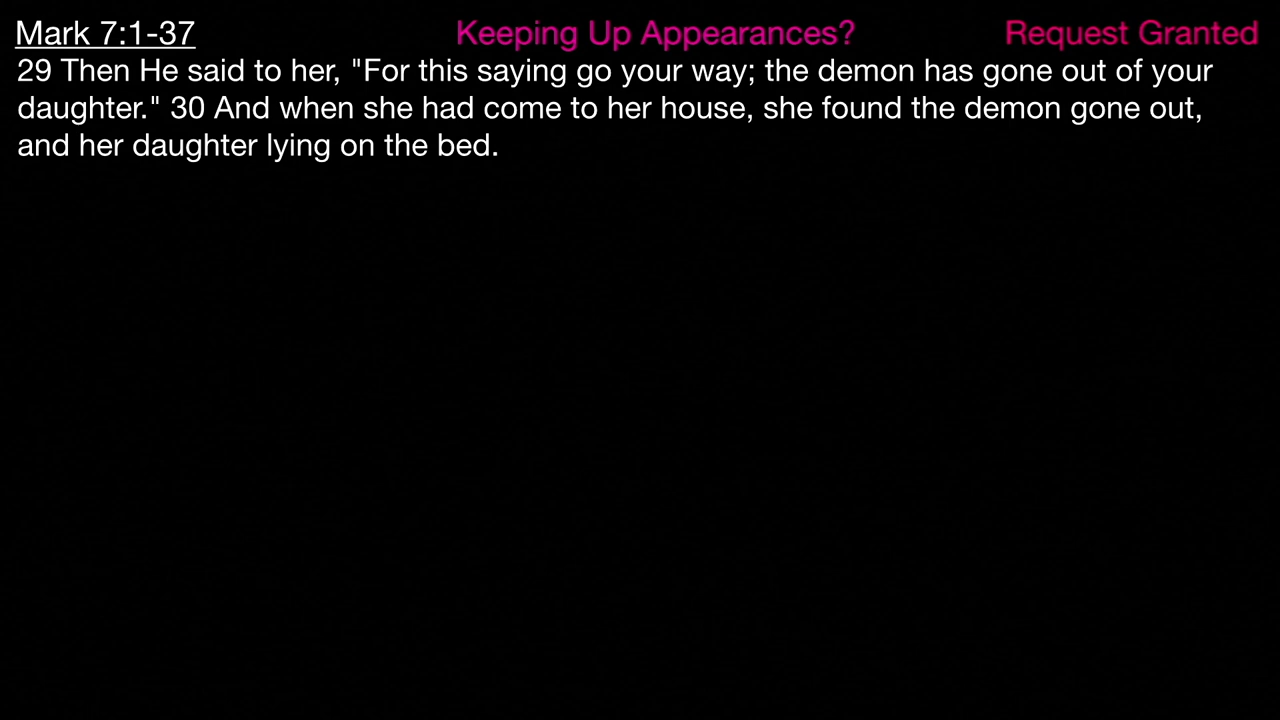 Mark 7:1-37 Keeping Up Appearances? Request Granted
29 Then He said to her, "For this saying go your way; the demon has gone out of your
daughter." 30 And when she had come to her house, she found the demon gone out,
and her daughter lying on the bed.